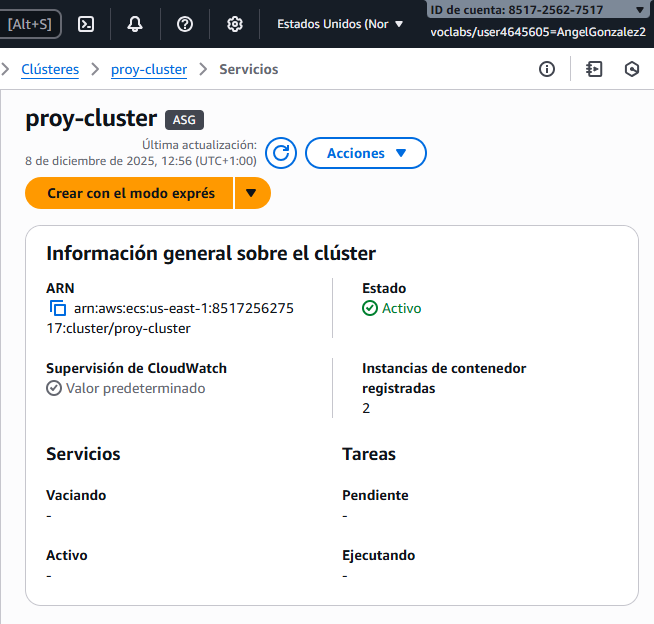 [Alt+S]
Estados Unidos (Nor
ID de cuenta: 8517-2562-7517
voclabs/user4645605=AngelGonzalez2
Clústeres
proy-cluster
Servicios
proy-cluster
ASG
Última actualización:
8 de diciembre de 2025, 12:56 (UTC+1:00)
Acciones
Crear con el modo exprés
Información general sobre el clúster
ARN
arn:aws:ecs:us-east-1:8517256275
17:cluster/proy-cluster
Estado
Activo
Supervisión de CloudWatch
Valor predeterminado
Instancias de contenedor
registradas
2
Servicios
Vaciando
-
Activo
-
Tareas
Pendiente
-
Ejecutando
-